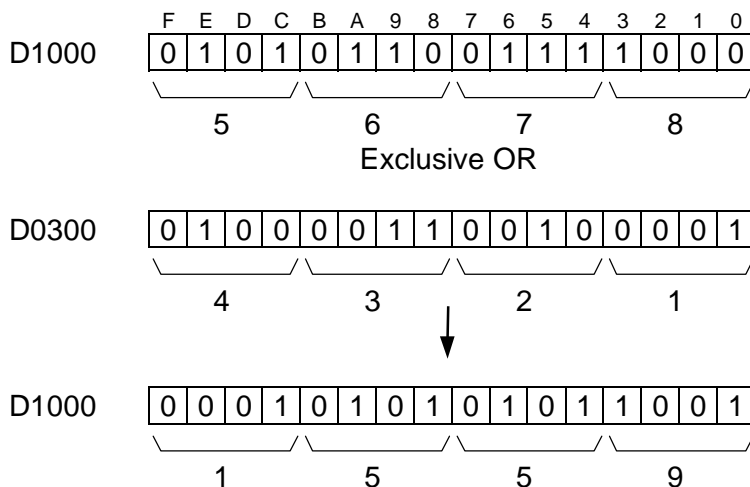 F E D C B A 9 8 7 6 5 4 3 2 1 0
D1000 0 1 0 1 0 1 1 0 0 1 1 1 1 0 0 0
5 6 7 8
Exclusive OR
D0300 0 1 0 0 0 0 1 1 0 0 1 0 0 0 0 1
4 3 2 1
D1000 0 0 0 1 0 1 0 1 0 1 0 1 1 0 0 1
1 5 5 9